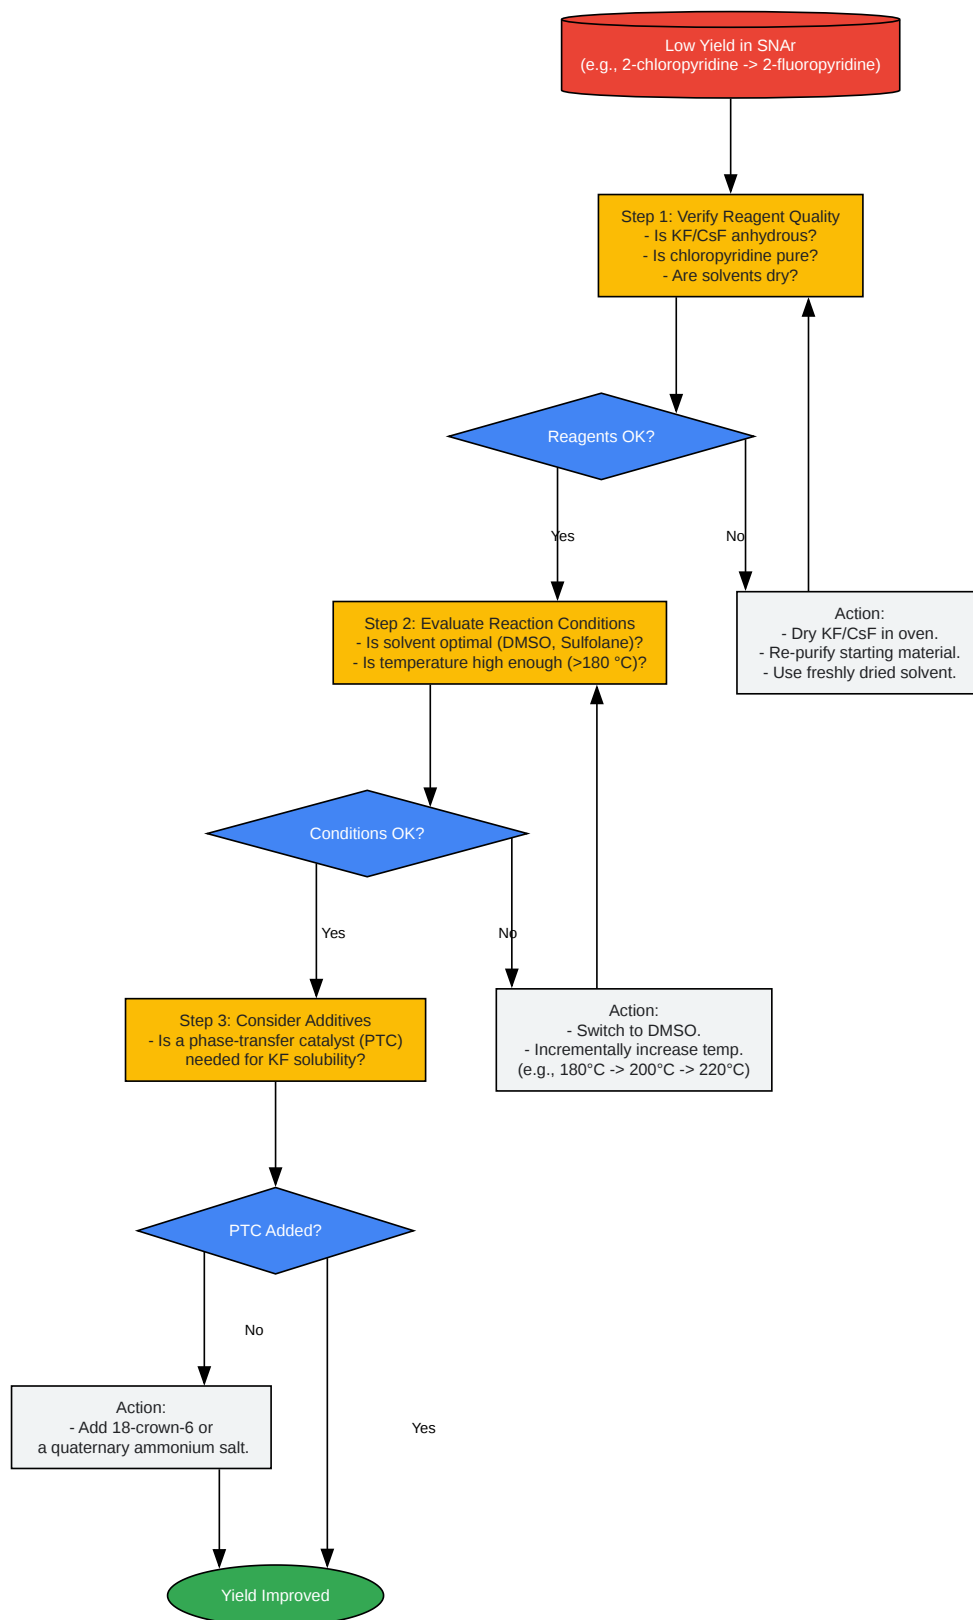 Low Yield in SNAr
(e.g., 2-chloropyridine -> 2-fluoropyridine)
Step 1: Verify Reagent Quality
- Is KF/CsF anhydrous?
- Is chloropyridine pure?
- Are solvents dry?
Reagents OK?
Yes
No
Action:
- Dry KF/CsF in oven.
- Re-purify starting material.
- Use freshly dried solvent.
Step 2: Evaluate Reaction Conditions
- Is solvent optimal (DMSO, Sulfolane)?
- Is temperature high enough (>180 °C)?
Conditions OK?
Yes
No
Action:
- Switch to DMSO.
- Incrementally increase temp.
(e.g., 180°C -> 200°C -> 220°C)
Step 3: Consider Additives
- Is a phase-transfer catalyst (PTC)
needed for KF solubility?
PTC Added?
No
Yes
Action:
- Add 18-crown-6 or
a quaternary ammonium salt.
Yield Improved